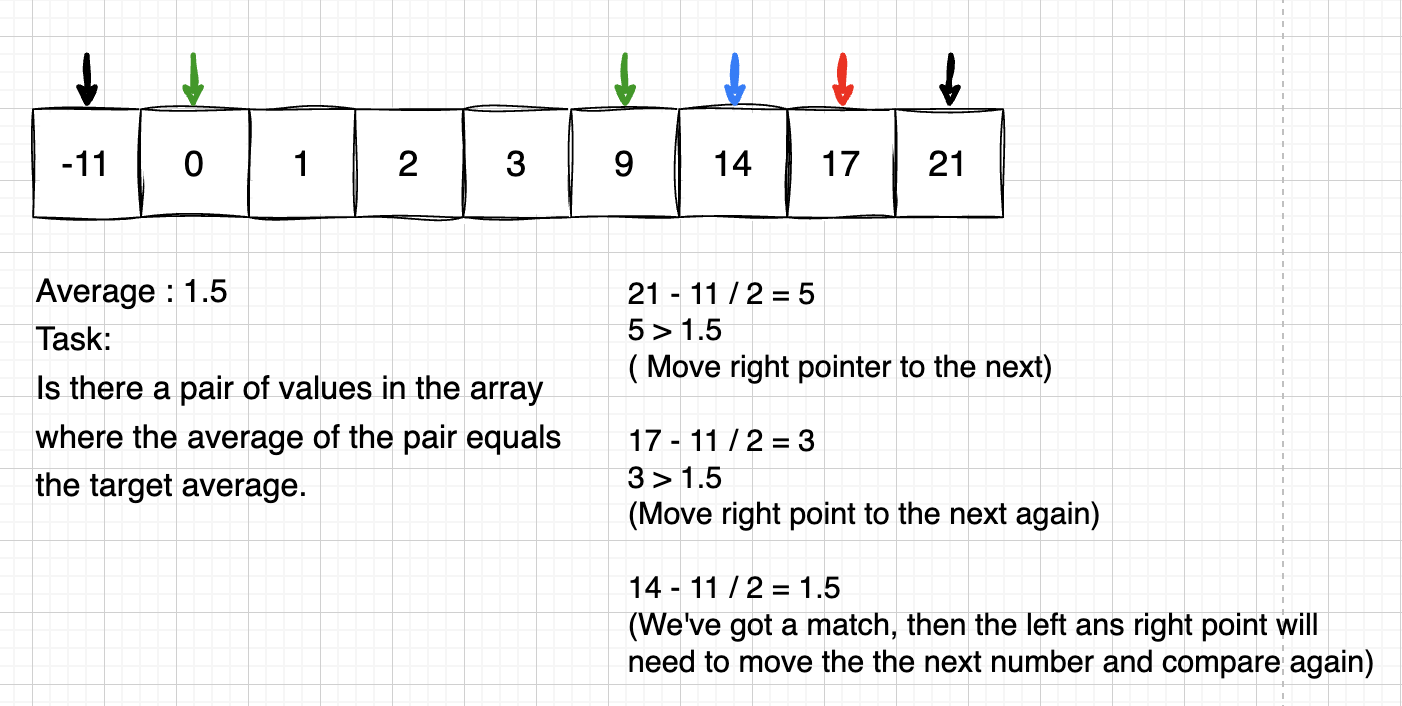 -11 0 1 2 3 9 14 17 21
Average : 1.5
Task:
Is there a pair of values in the array
where the average of the pair equals
the target average.
21 - 11 / 2 = 5
5 > 1.5
( Move right pointer to the next)
17 - 11 / 2 = 3
3 > 1.5
(Move right point to the next again)
14 - 11 / 2 = 1.5
(We've got a match, then the left ans right point will
need to move the the next number and compare again)